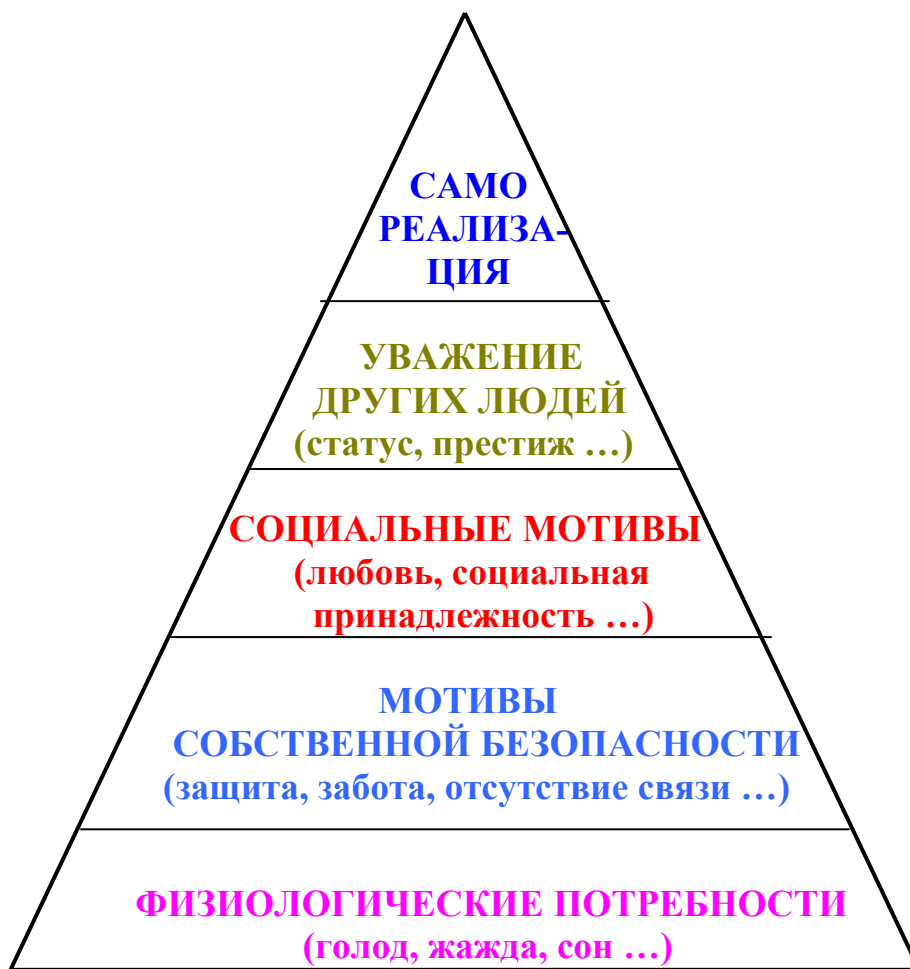 САМО
РЕАЛИЗА-
ЦИЯ
УВАЖЕНИЕ
ДРУГИХ ЛЮДЕЙ
(статус, престиж …)
СОЦИАЛЬНЫЕ МОТИВЫ
(любовь, социальная
принадлежность …)
МОТИВЫ
СОБСТВЕННОЙ БЕЗОПАСНОСТИ
(защита, забота, отсутствие связи …)
ФИЗИОЛОГИЧЕСКИЕ ПОТРЕБНОСТИ
(голод, жажда, сон …)